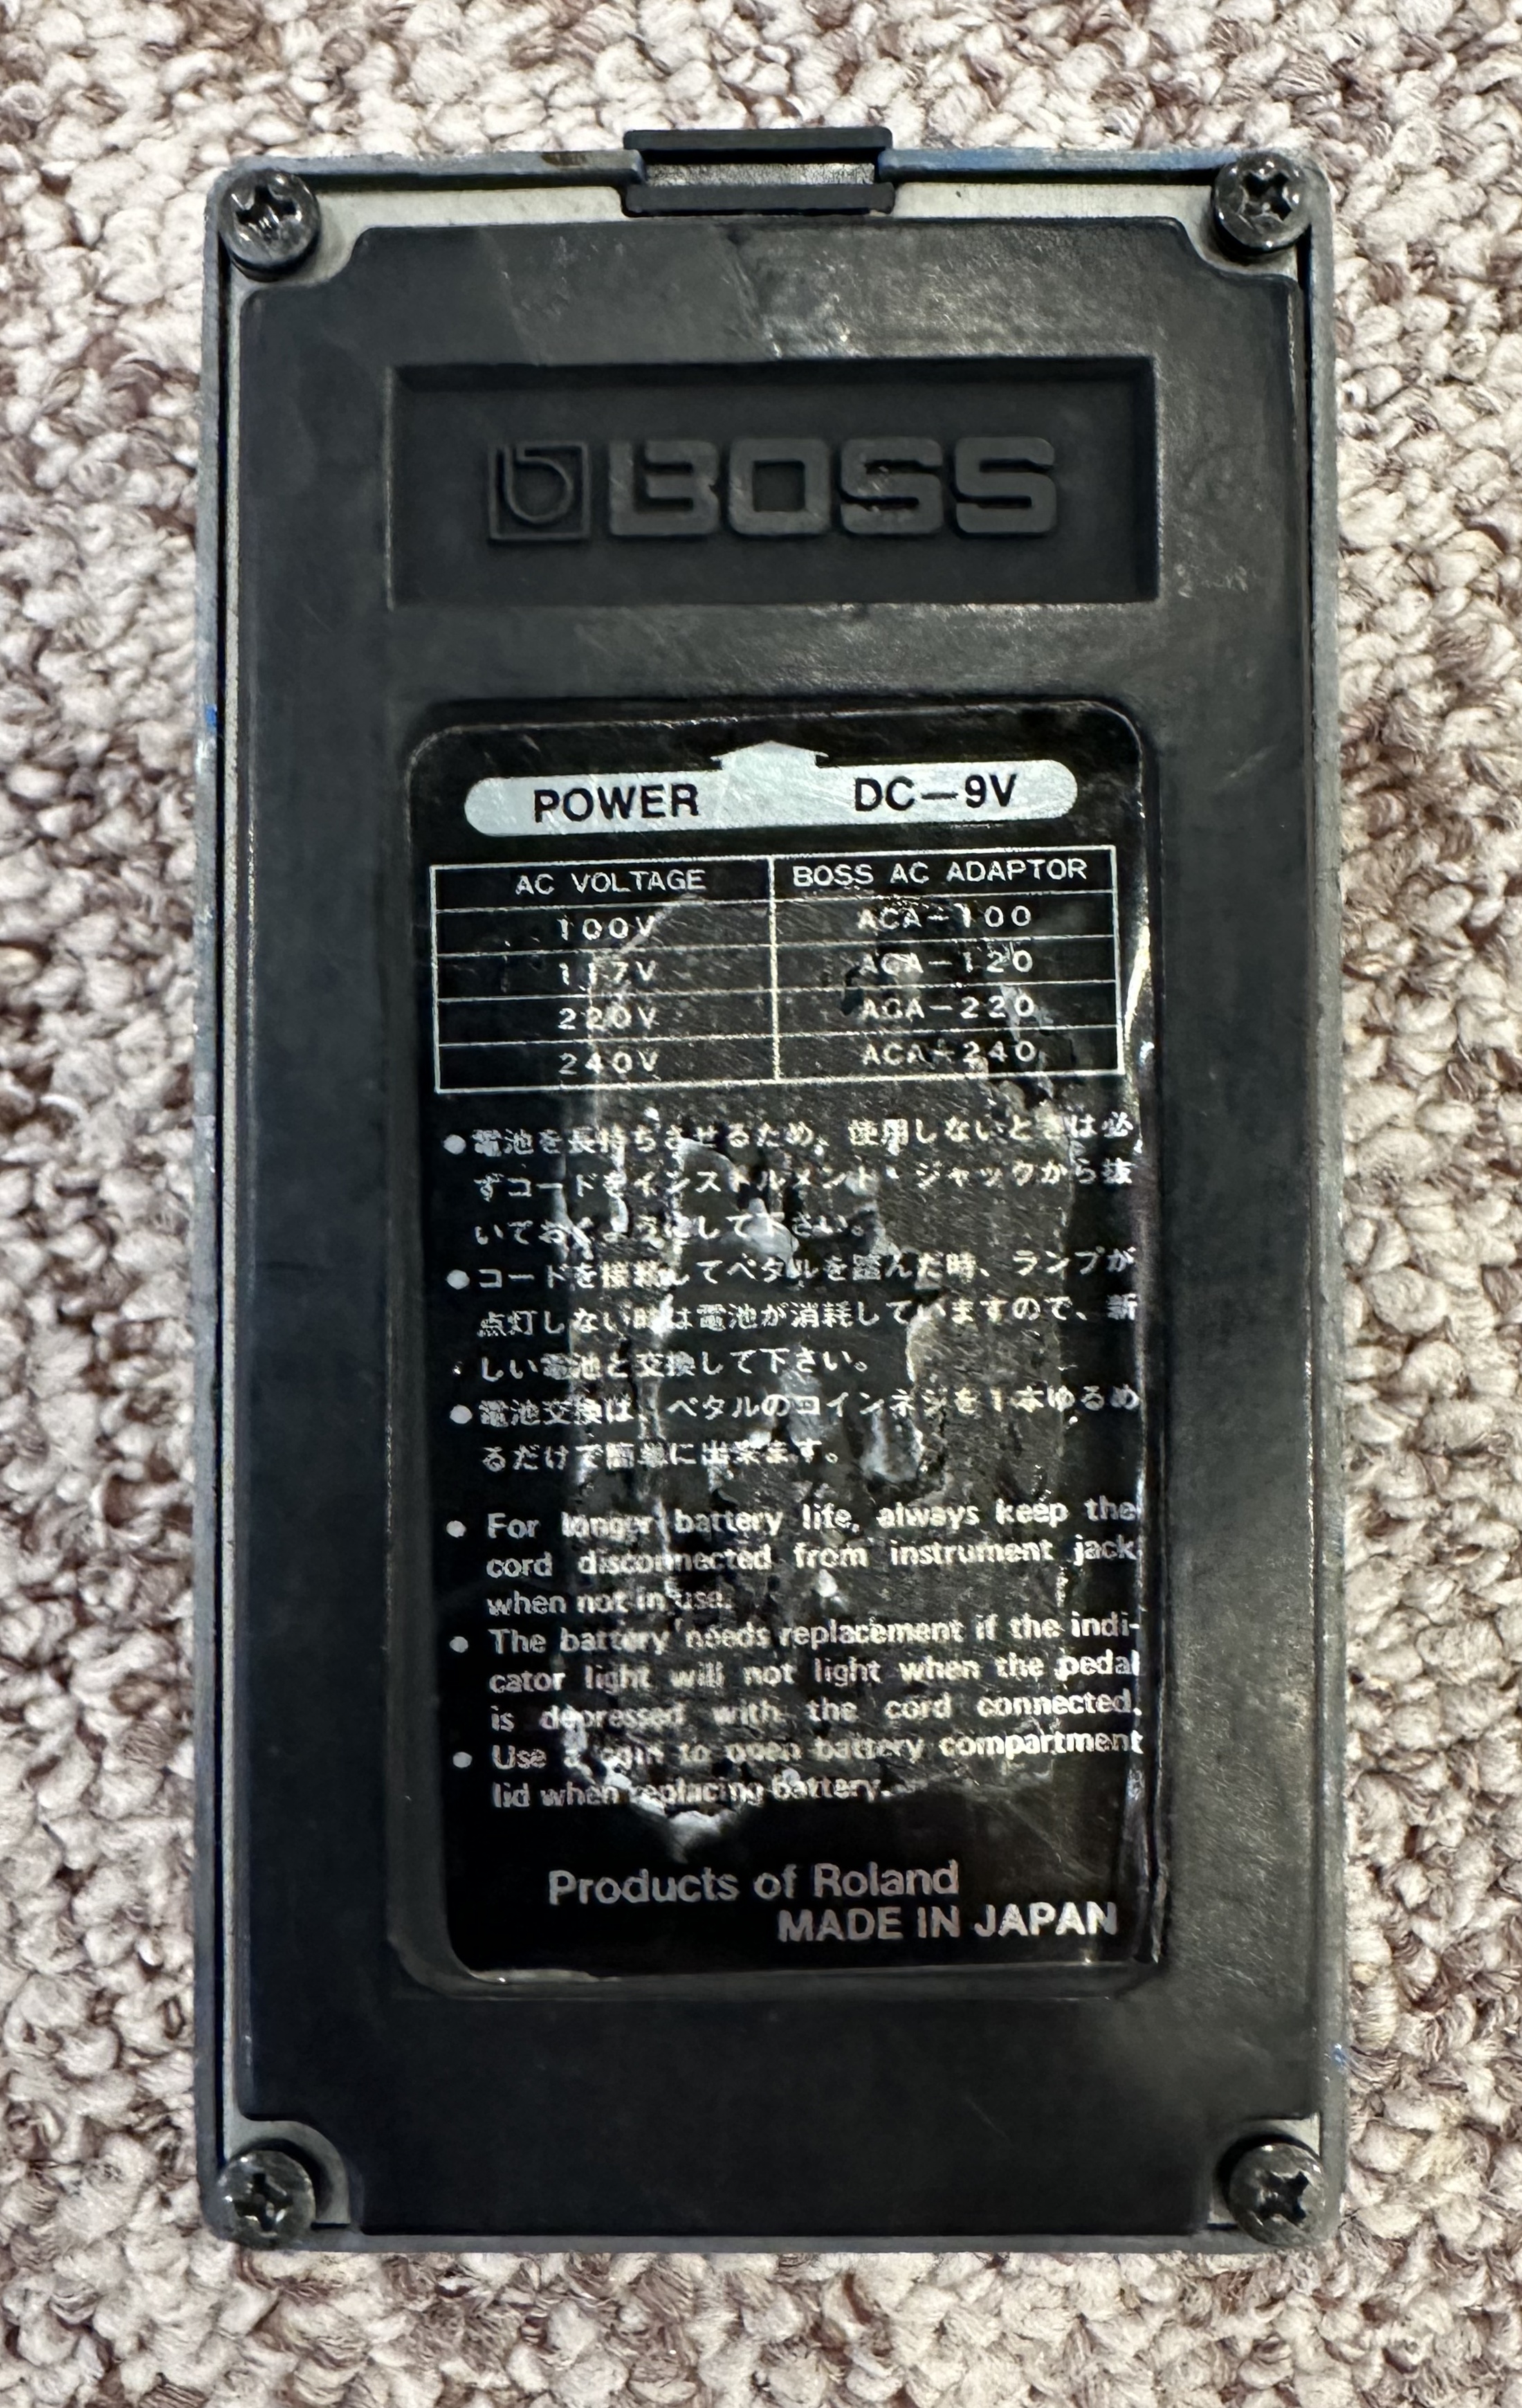 BOSS
POWER DC-9V
AC VOLTAGE BOSS AC ADAPTOR
100V ACA-100
117V ACA-120
220V ACA-220
240V ACA-240
●電池を長持ちさせるため、使用しないときは必
ずコードをインストルメント・ジャックから抜
いておくようにして下さい。
●コードを接続してペタルを踏んだ時、ランプが
点灯しない時は電池が消耗していますので、新
しい電池と交換して下さい。
●電池交換は、ペタルのコインネジを1本ゆるめ
るだけで簡単に出来ます。
● For longer battery life, always keep the
cord disconnected from instrument jack
when not in use.
● The battery needs replacement if the indi-
cator light will not light when the pedal
is depressed with the cord connected.
● Use a coin to open battery compartment
lid when replacing battery.
Products of Roland
MADE IN JAPAN